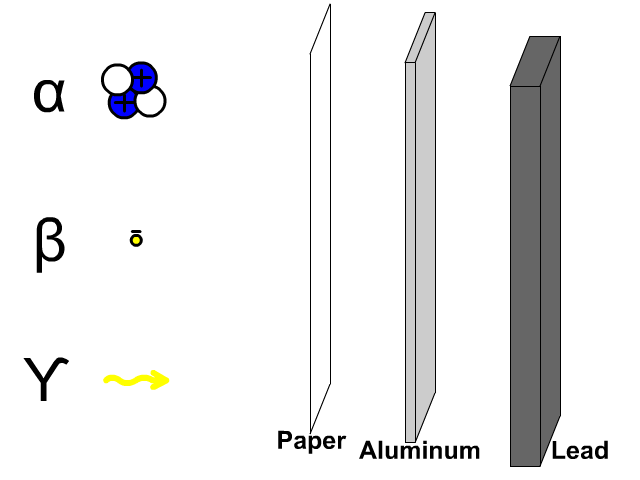 α
β
ϒ
Paper
Aluminum
Lead